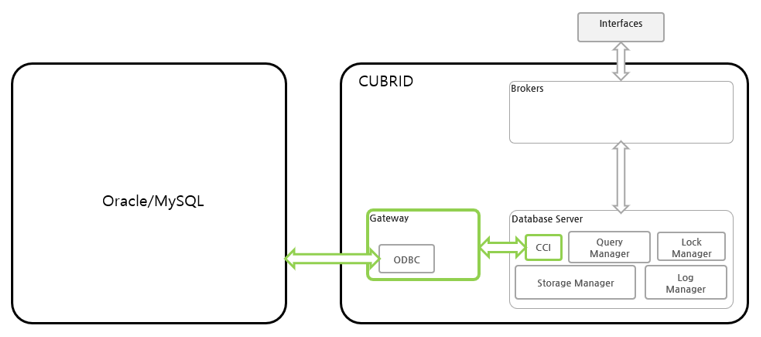 Interfaces
CUBRID
Brokers
Oracle/MySQL
Gateway
ODBC
Database Server
CCI
Query
Manager
Lock
Manager
Storage Manager
Log
Manager